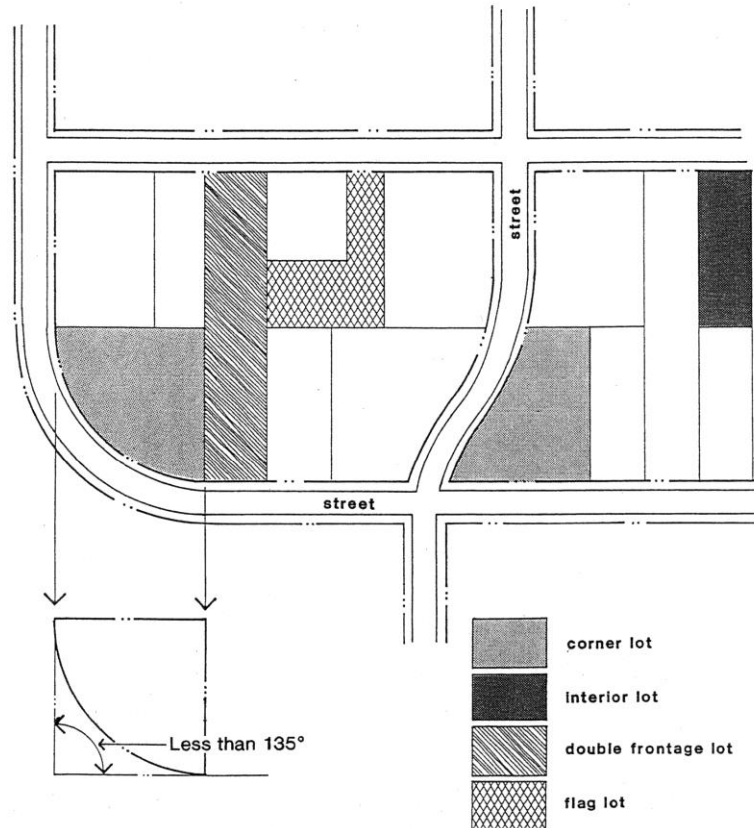 street
street
Less than 135°
corner lot
interior lot
double frontage lot
flag lot